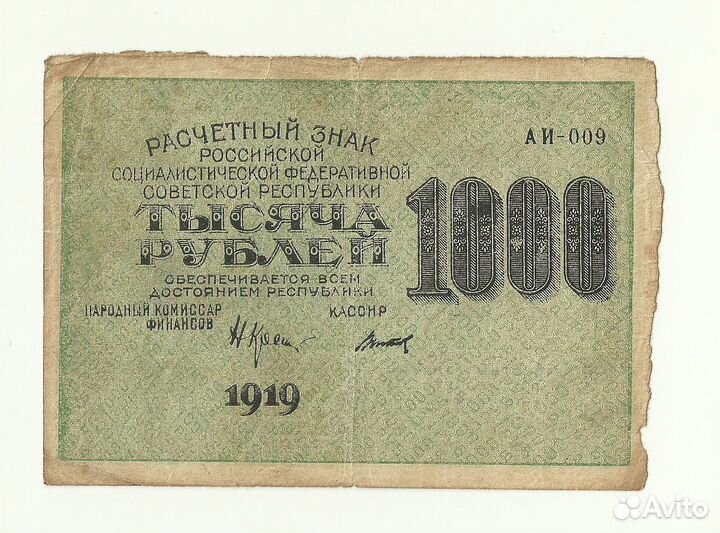 РАСЧЕТНЫЙ ЗНАК
РОССИЙСКОЙ
СОЦИАЛИСТИЧЕСКОЙ ФЕДЕРАТИВНОЙ
СОВЕТСКОЙ РЕСПУБЛИКИ
ТЫСЯЧА
РУБЛЕЙ
ОБЕСПЕЧИВАЕТСЯ ВСЕМ
ДОСТОЯНИЕМ РЕСПУБЛИКИ
НАРОДНЫЙ КОМИССАР
ФИНАНСОВ
КАССИР
1919
АИ-009
1000
Avito